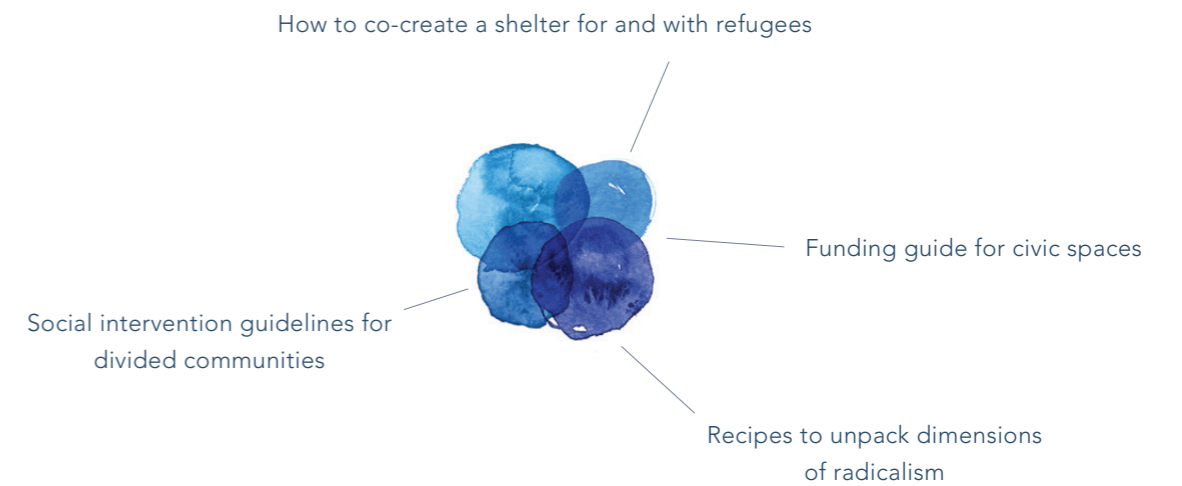 How to co-create a shelter for and with refugees
Funding guide for civic spaces
Social intervention guidelines for
divided communities
Recipes to unpack dimensions
of radicalism